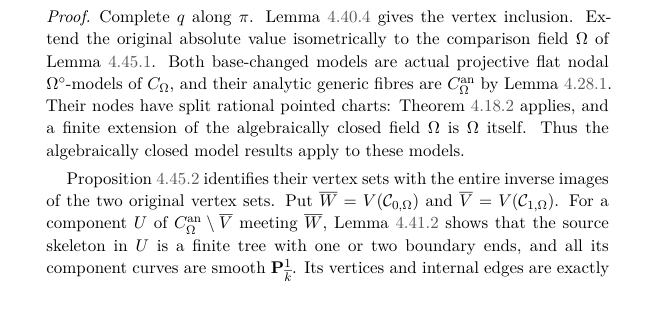 Proof. Complete q along π. Lemma 4.40.4 gives the vertex inclusion. Ex-
tend the original absolute value isometrically to the comparison field Ω of
Lemma 4.45.1. Both base-changed models are actual projective flat nodal
Ω°-models of C_Ω, and their analytic generic fibres are C_Ω^an by Lemma 4.28.1.
Their nodes have split rational pointed charts: Theorem 4.18.2 applies, and
a finite extension of the algebraically closed field Ω is Ω itself. Thus the
algebraically closed model results apply to these models.
Proposition 4.45.2 identifies their vertex sets with the entire inverse images
of the two original vertex sets. Put W̅ = V(𝒞_{0,Ω}) and V̅ = V(𝒞_{1,Ω}). For a
component U of C_Ω^an \ V̅ meeting W̅, Lemma 4.41.2 shows that the source
skeleton in U is a finite tree with one or two boundary ends, and all its
component curves are smooth P^1_k̅. Its vertices and internal edges are exactly